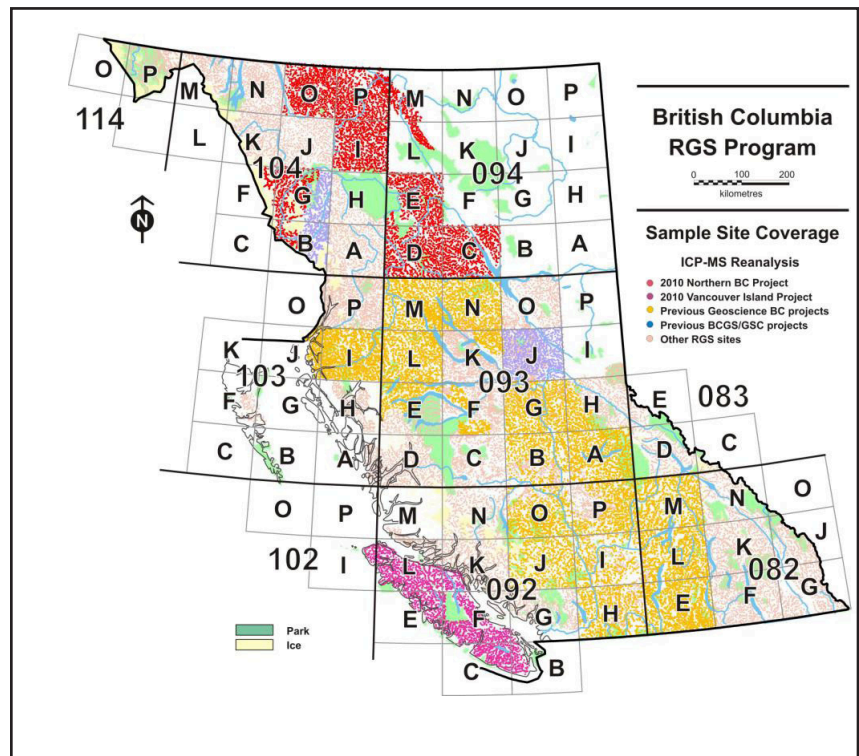 O P M N O P M N O P
114
L K J I L K J I
104 094
F G H E F G H
C B A D C B A
N
O P M N O P
K J I L K J I
103 093
F G H E F G H E 083
C B A D C B A D C
O P M N O P M N O
102 I L K J I L K J
092 082
E F G H E F G
C B
British Columbia
RGS Program
0 100 200
kilometres
Sample Site Coverage
ICP-MS Reanalysis
2010 Northern BC Project
2010 Vancouver Island Project
Previous Geoscience BC projects
Previous BCGS/GSC projects
Other RGS sites
Park
Ice